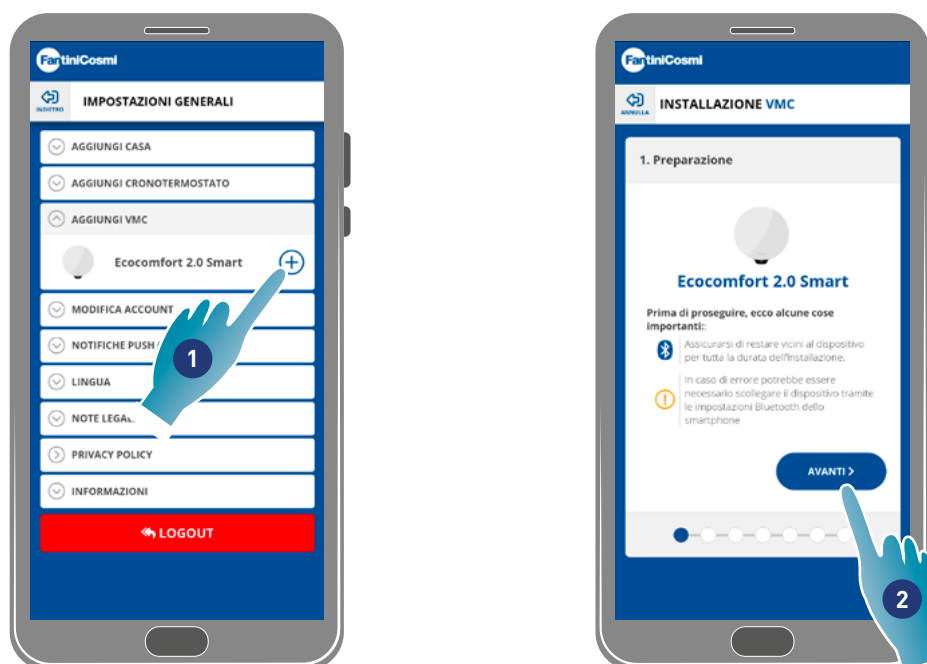 FantiniCosmi
INDIETRO
IMPOSTAZIONI GENERALI
AGGIUNGI CASA
AGGIUNGI CRONOTERMOSTATO
AGGIUNGI VMC
Ecocomfort 2.0 Smart
MODIFICA ACCOUNT
NOTIFICHE PUSH
1
LINGUA
NOTE LEGAL
PRIVACY POLICY
INFORMAZIONI
LOGOUT
FantiniCosmi
ANNULLA
INSTALLAZIONE VMC
1. Preparazione
Ecocomfort 2.0 Smart
Prima di proseguire, ecco alcune cose
importanti::
Assicurarsi di restare vicini al dispositivo
per tutta la durata dell'installazione.
In caso di errore potrebbe essere
necessario scollegare il dispositivo tramite
le impostazioni Bluetooth dello
smartphone
AVANTI >
2